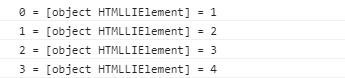 0 = [object HTMLLIElement] = 1
1 = [object HTMLLIElement] = 2
2 = [object HTMLLIElement] = 3
3 = [object HTMLLIElement] = 4